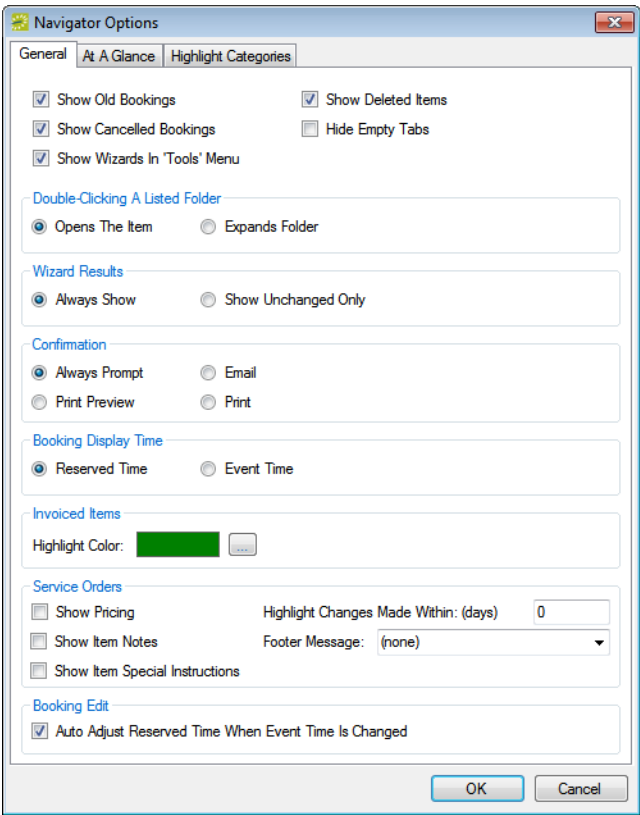 Navigator Options
General At A Glance Highlight Categories
Show Old Bookings Show Deleted Items
Show Cancelled Bookings Hide Empty Tabs
Show Wizards In 'Tools' Menu
Double-Clicking A Listed Folder
Opens The Item Expands Folder
Wizard Results
Always Show Show Unchanged Only
Confirmation
Always Prompt Email
Print Preview Print
Booking Display Time
Reserved Time Event Time
Invoiced Items
Highlight Color: ...
Service Orders
Show Pricing Highlight Changes Made Within: (days) 0
Show Item Notes Footer Message: (none)
Show Item Special Instructions
Booking Edit
Auto Adjust Reserved Time When Event Time Is Changed
OK Cancel